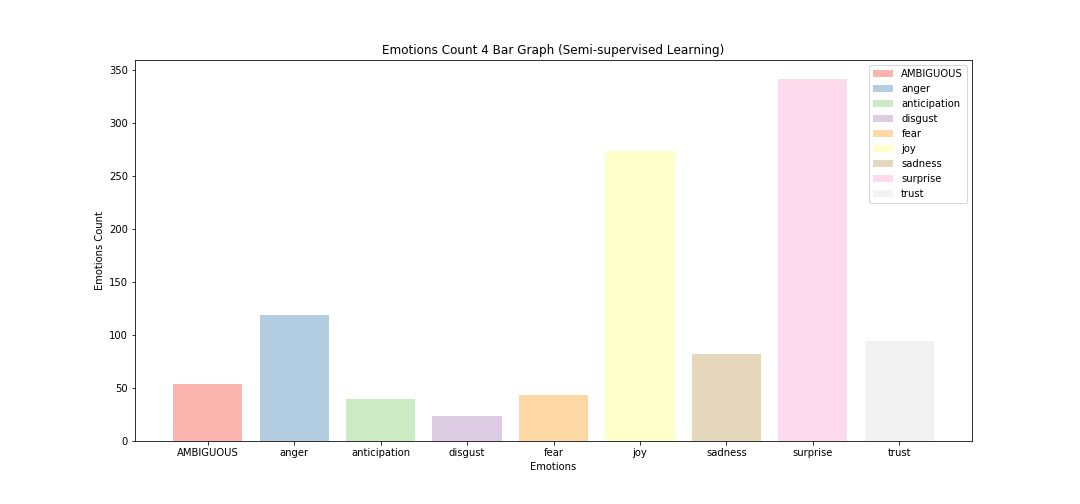 Emotions Count 4 Bar Graph (Semi-supervised Learning)
350
300
250
200
150
100
50
0
Emotions Count
AMBIGUOUS
anger
anticipation
disgust
fear
joy
sadness
surprise
trust
AMBIGUOUS anger anticipation disgust fear joy sadness surprise trust
Emotions